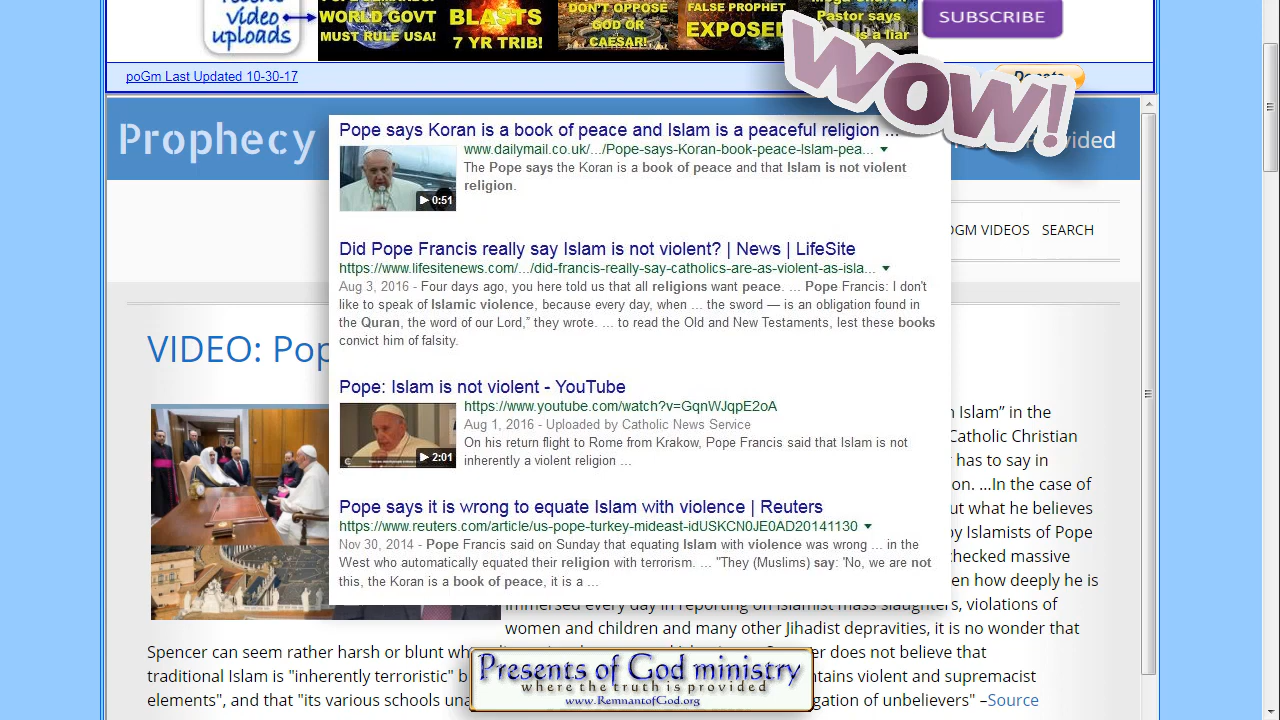 recent
video
uploads
POPE DEMANDS:
WORLD GOVT
MUST RULE USA!
BLASTS
7 YR TRIB!
DON'T OPPOSE
GOD OR
CAESAR!
FALSE PROPHET
EXPOSED
Mega Church
Pastor says
is a liar
SUBSCRIBE
poGm Last Updated 10-30-17
Donate
WOW!
Prophecy
Provided
OGM VIDEOS SEARCH
Pope says Koran is a book of peace and Islam is a peaceful religion ...
www.dailymail.co.uk/.../Pope-says-Koran-book-peace-Islam-pea...
The Pope says the Koran is a book of peace and that Islam is not violent
religion.
0:51
Did Pope Francis really say Islam is not violent? | News | LifeSite
https://www.lifesitenews.com/.../did-francis-really-say-catholics-are-as-violent-as-isla...
Aug 3, 2016 - Four days ago, you here told us that all religions want peace. ... Pope Francis: I don't
like to speak of Islamic violence, because every day, when ... the sword — is an obligation found in
the Quran, the word of our Lord," they wrote. ... to read the Old and New Testaments, lest these books
convict him of falsity.
VIDEO: Pop
Pope: Islam is not violent - YouTube
https://www.youtube.com/watch?v=GqnWJqpE2oA
Aug 1, 2016 - Uploaded by Catholic News Service
On his return flight to Rome from Krakow, Pope Francis said that Islam is not
inherently a violent religion ...
2:01
Pope says it is wrong to equate Islam with violence | Reuters
https://www.reuters.com/article/us-pope-turkey-mideast-idUSKCN0JE0AD20141130
Nov 30, 2014 - Pope Francis said on Sunday that equating Islam with violence was wrong ... in the
West who automatically equated their religion with terrorism. ... "They (Muslims) say: 'No, we are not
this, the Koran is a book of peace, it is a ...
n Islam” in the
Catholic Christian
has to say in
on. ...In the case of
ut what he believes
by Islamists of Pope
checked massive
en how deeply he is
immersed every day in reporting on Islamist mass slaughters, violations of
women and children and many other Jihadist depravities, it is no wonder that
Spencer can seem rather harsh or blunt wh
er does not believe that
traditional Islam is "inherently terroristic" b
ntains violent and supremacist
elements", and that "its various schools una
gation of unbelievers" –Source
Presents of God ministry
where the truth is provided
www.RemnantofGod.org